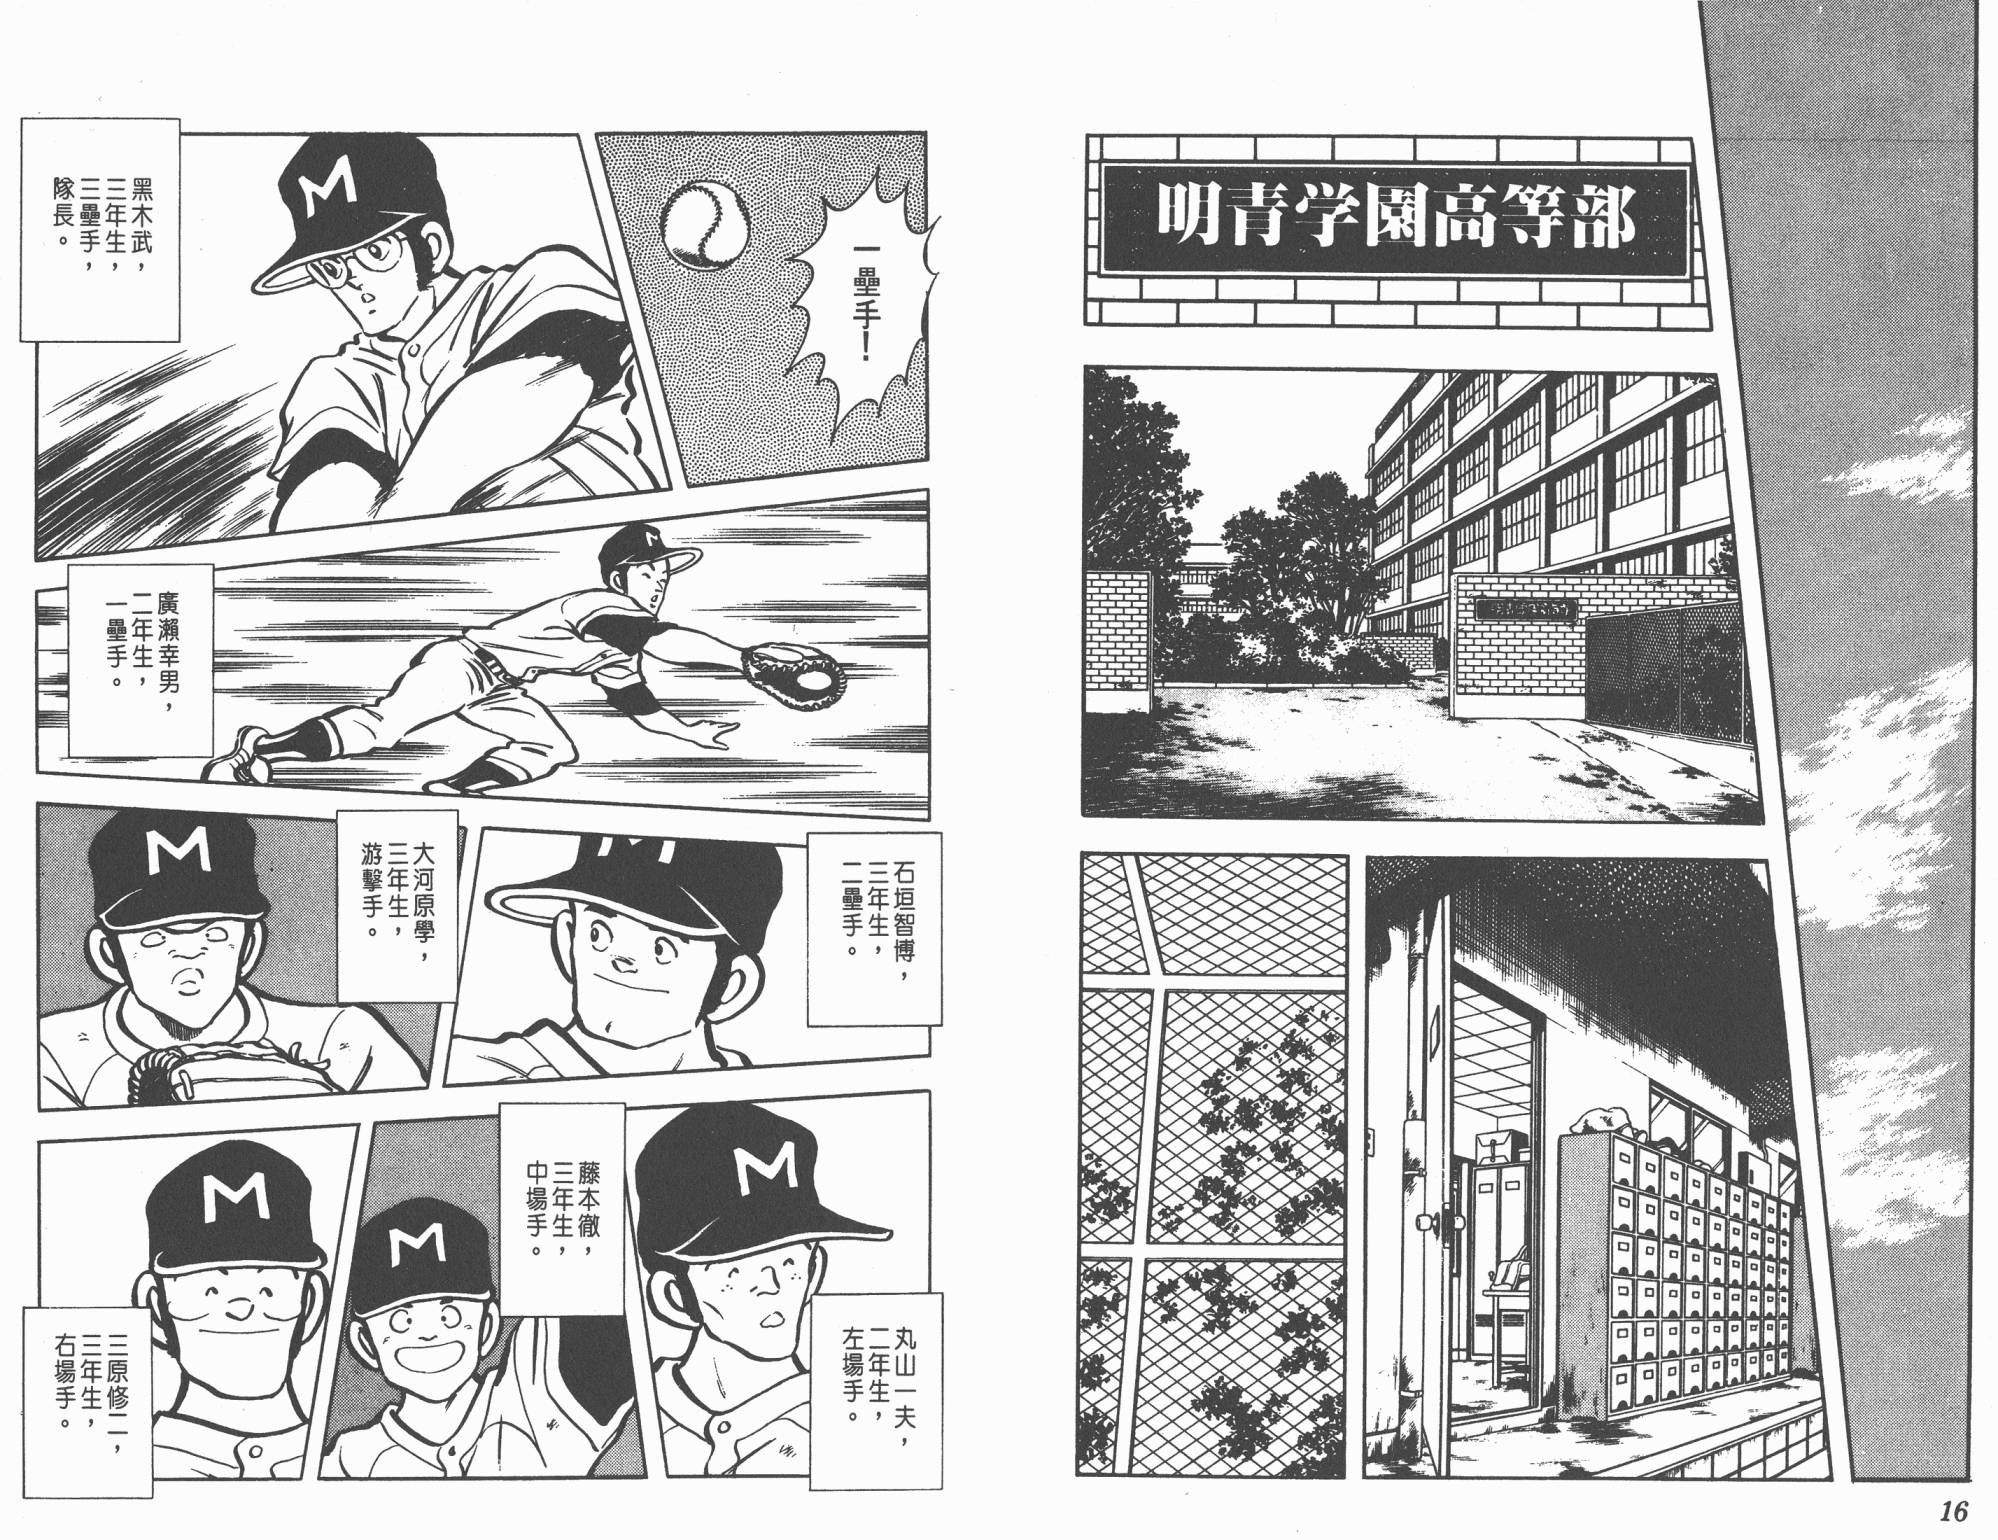 明青学園高等部
16
一壘手！
黑木武，
三年生，
三壘手，
隊長。
M
廣瀨幸男，
二年生，
一壘手。
M
石垣智博，
三年生，
二壘手。
M
大河原學，
三年生，
游擊手。
M
丸山一夫，
二年生，
左場手。
M
藤本徹，
三年生，
中場手。
M
三原修二，
三年生，
右場手。
M